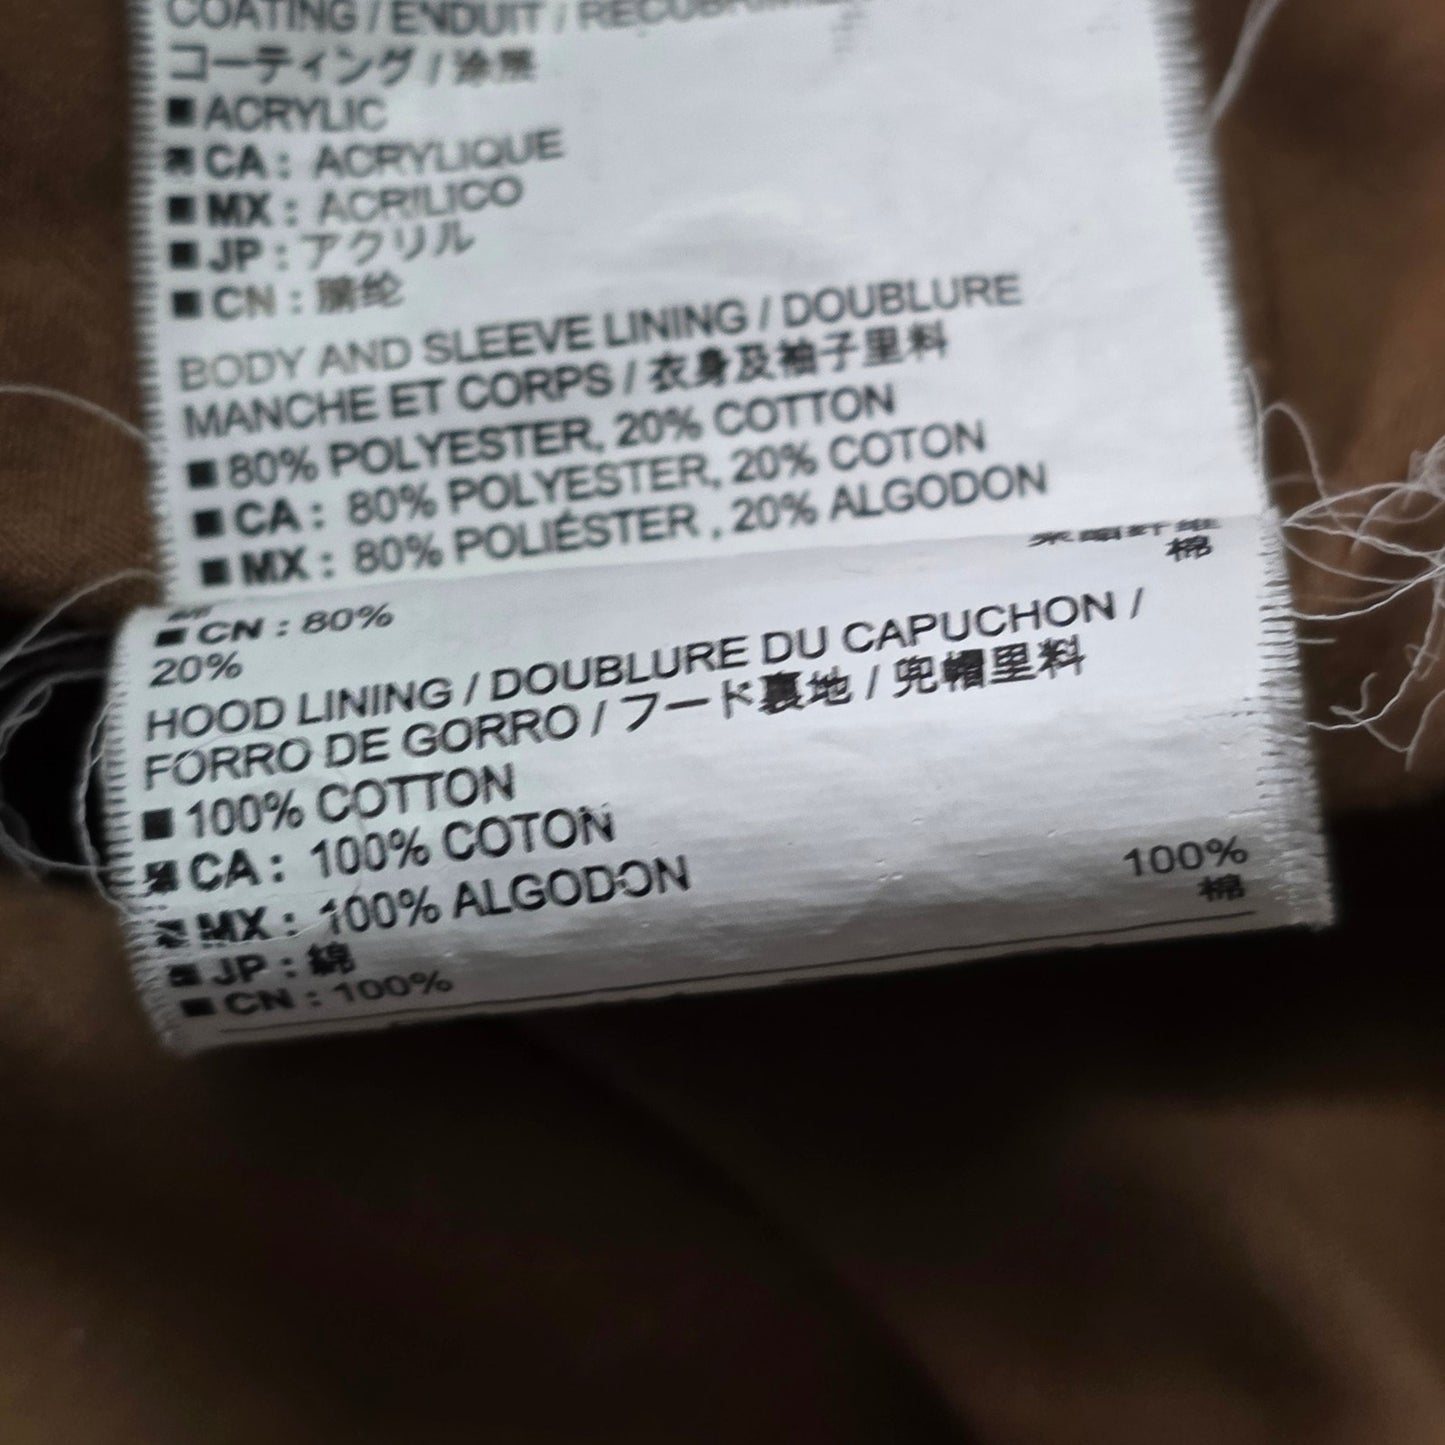 COATING / ENDUIT /
コーティング / 涂层
■ ACRYLIC
■ CA : ACRYLIQUE
■ MX : ACRILICO
■ JP : アクリル
■ CN : 腈纶
BODY AND SLEEVE LINING / DOUBLURE
MANCHE ET CORPS / 衣身及袖子里料
■ 80% POLYESTER, 20% COTTON
■ CA : 80% POLYESTER, 20% COTON
■ MX : 80% POLIÉSTER , 20% ALGODON
■ CN : 80%
20% 棉
HOOD LINING / DOUBLURE DU CAPUCHON /
FORRO DE GORRO / フード裏地 / 兜帽里料
■ 100% COTTON
■ CA : 100% COTON
■ MX : 100% ALGODON
■ JP : 綿 100%
■ CN : 100% 棉